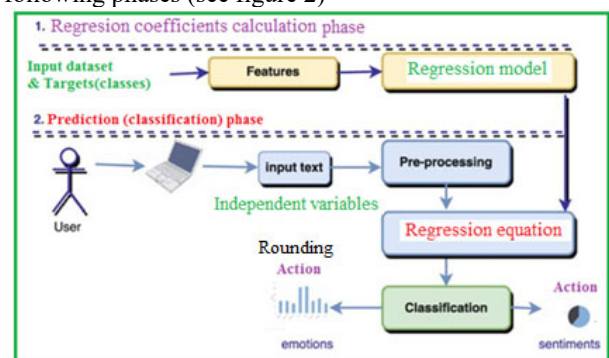 following phases (see figure 2)
1. Regresion coefficients calculation phase
Input dataset
& Targets(classes)
Features
Regression model
2. Prediction (classification) phase
input text
Pre-processing
Independent variables
User
Regression equation
Rounding
Action
Action
Classification
emotions
sentiments